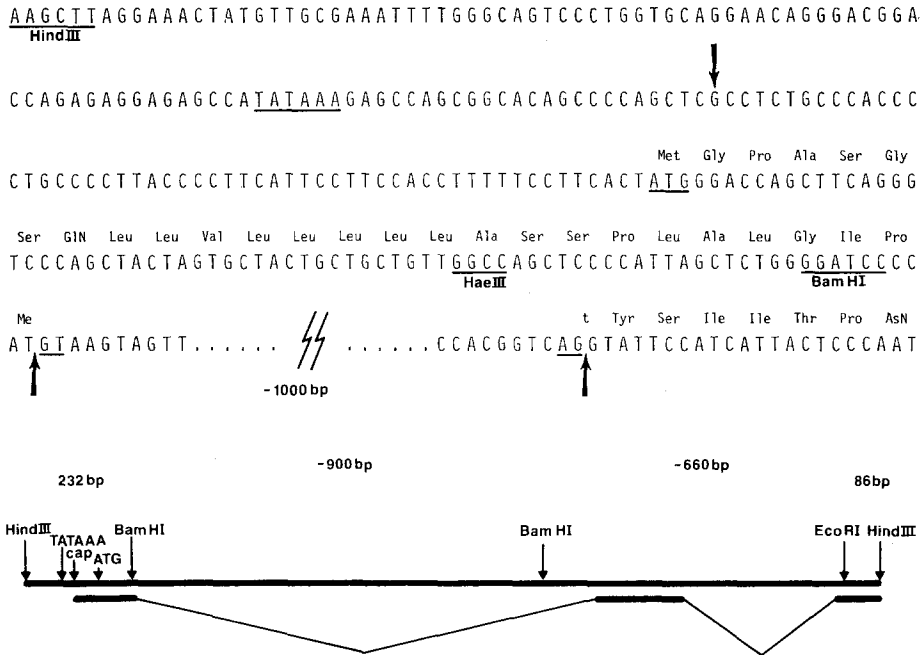 AAGCTTAGGAAACTATGTTGCGAAATTTTGGGCAGTCCCTGGTGCAGGAACAGGGACGGA
HindIII
CCAGAGAGGAGAGCCATATAAAGAGCCAGCGGCACAGCCCCAGCTCGCCTCTGCCCACCC
Met Gly Pro Ala Ser Gly
CTGCCCCTTACCCCTTCATTCCTTCCACCTTTTTCCTTCACTATGGGACCAGCTTCAGGG
Ser GlN Leu Leu Val Leu Leu Leu Leu Leu Ala Ser Ser Pro Leu Ala Leu Gly Ile Pro
TCCCAGCTACTAGTGCTACTGCTGCTGTTGGCCAGCTCCCCATTAGCTCTGGGGATCCCC
HaeIII BamHI
Me t Tyr Ser Ile Ile Thr Pro AsN
ATGTAAGTAGTT...... ......CCACGGTCAGGTATTCCATCATTACTCCCAAT
~1000bp
232bp ~900bp ~660bp 86bp
HindIII TATAAA cap ATG BamHI BamHI EcoRI HindIII